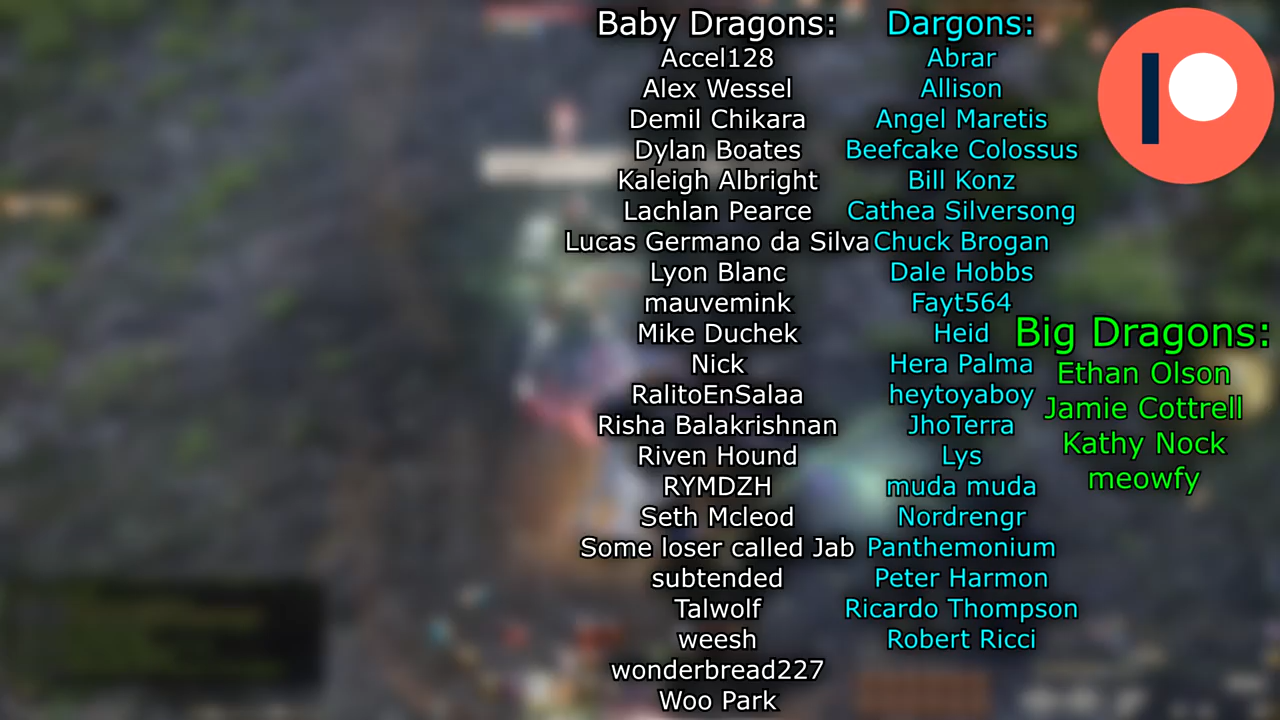 Baby Dragons:
Accel128
Alex Wessel
Demil Chikara
Dylan Boates
Kaleigh Albright
Lachlan Pearce
Lucas Germano da Silva
Lyon Blanc
mauvemink
Mike Duchek
Nick
RalitoEnSalaa
Risha Balakrishnan
Riven Hound
RYMDZH
Seth Mcleod
Some loser called Jab
subtended
Talwolf
weesh
wonderbread227
Woo Park
Dargons:
Abrar
Allison
Angel Maretis
Beefcake Colossus
Bill Konz
Cathea Silversong
Chuck Brogan
Dale Hobbs
Fayt564
Heid
Hera Palma
heytoyaboy
JhoTerra
Lys
muda muda
Nordrengr
Panthemonium
Peter Harmon
Ricardo Thompson
Robert Ricci
Big Dragons:
Ethan Olson
Jamie Cottrell
Kathy Nock
meowfy